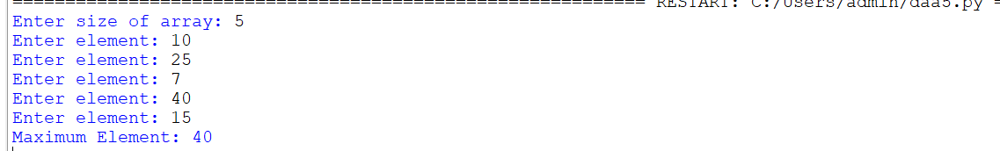 ============================================================ RESTART: C:/Users/admin/daa5.py =
Enter size of array: 5
Enter element: 10
Enter element: 25
Enter element: 7
Enter element: 40
Enter element: 15
Maximum Element: 40